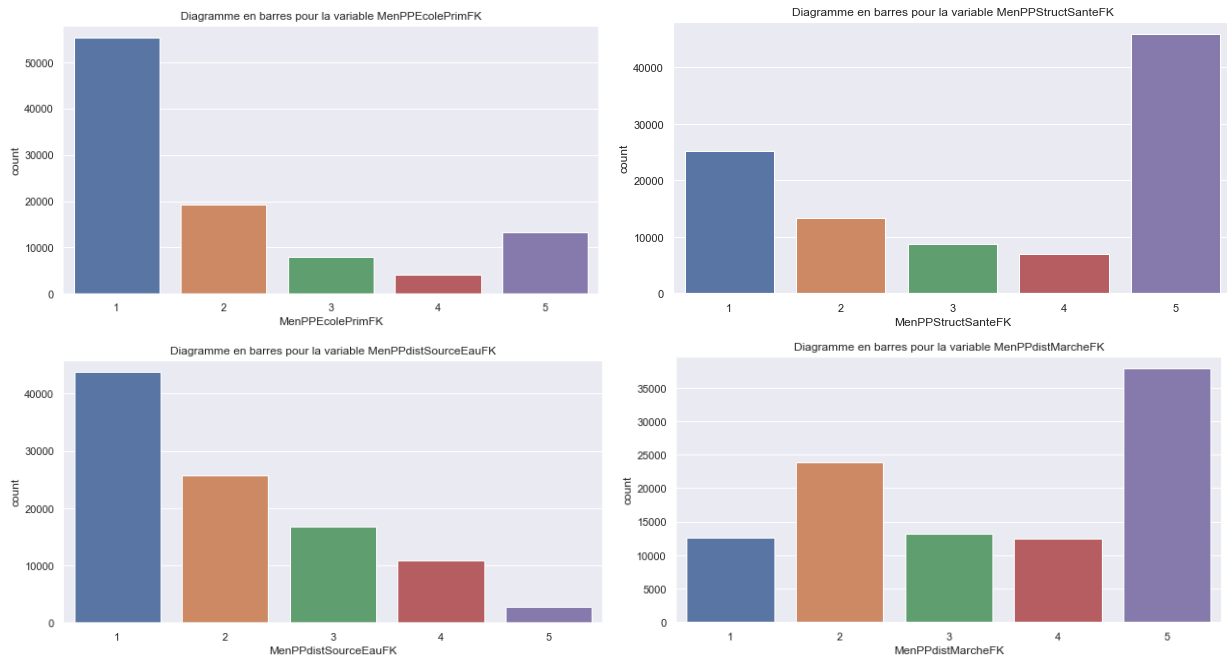 Diagramme en barres pour la variable MenPPEcolePrimFK
50000
40000
30000
20000
10000
0
count
1 2 3 4 5
MenPPEcolePrimFK
Diagramme en barres pour la variable MenPPStructSanteFK
40000
30000
20000
10000
0
count
1 2 3 4 5
MenPPStructSanteFK
Diagramme en barres pour la variable MenPPdistSourceEauFK
40000
30000
20000
10000
0
count
1 2 3 4 5
MenPPdistSourceEauFK
Diagramme en barres pour la variable MenPPdistMarcheFK
35000
30000
25000
20000
15000
10000
5000
0
count
1 2 3 4 5
MenPPdistMarcheFK